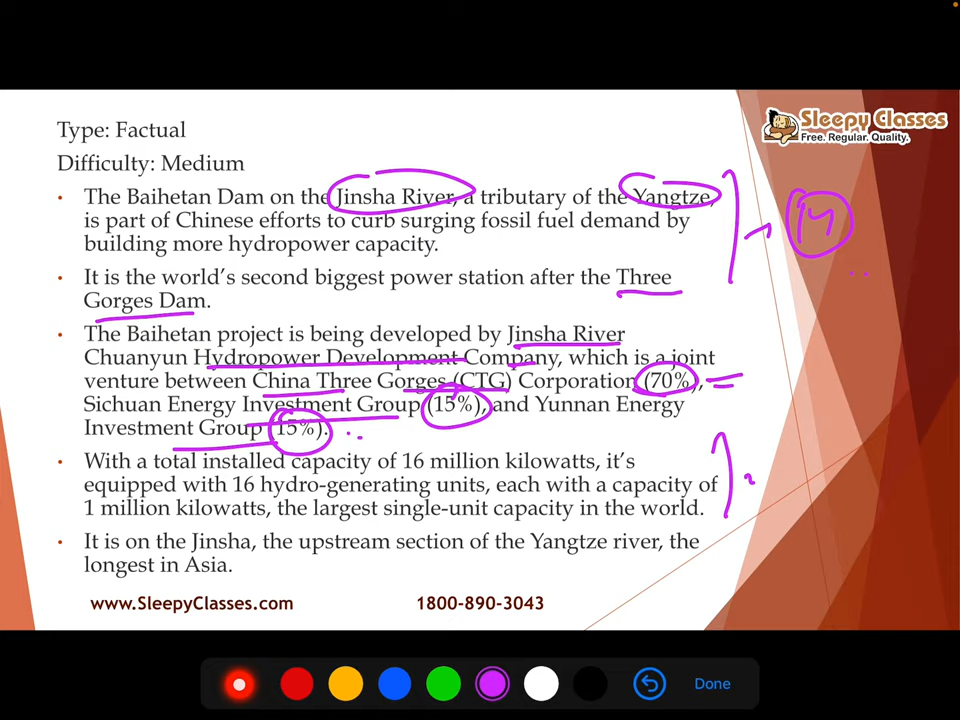 Sleepy Classes
Free. Regular. Quality.
Type: Factual
Difficulty: Medium
• The Baihetan Dam on the Jinsha River, a tributary of the Yangtze,
is part of Chinese efforts to curb surging fossil fuel demand by
building more hydropower capacity.
• It is the world's second biggest power station after the Three
Gorges Dam.
• The Baihetan project is being developed by Jinsha River
Chuanyun Hydropower Development Company, which is a joint
venture between China Three Gorges (CTG) Corporation (70%),
Sichuan Energy Investment Group (15%), and Yunnan Energy
Investment Group (15%).
• With a total installed capacity of 16 million kilowatts, it's
equipped with 16 hydro-generating units, each with a capacity of
1 million kilowatts, the largest single-unit capacity in the world.
• It is on the Jinsha, the upstream section of the Yangtze river, the
longest in Asia.
www.SleepyClasses.com 1800-890-3043
Done